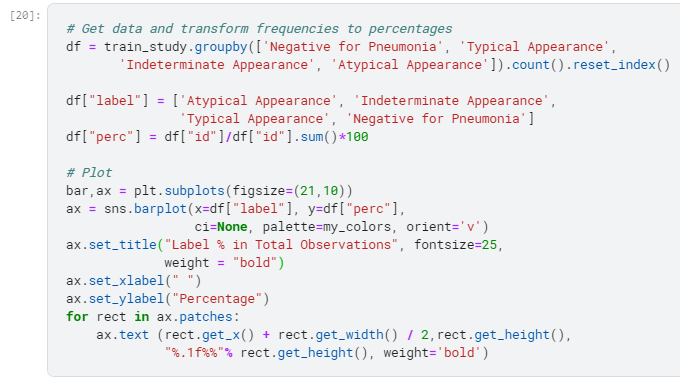 [20]:
# Get data and transform frequencies to percentages
df = train_study.groupby(['Negative for Pneumonia', 'Typical Appearance',
       'Indeterminate Appearance', 'Atypical Appearance']).count().reset_index()

df["label"] = ['Atypical Appearance', 'Indeterminate Appearance',
               'Typical Appearance', 'Negative for Pneumonia']
df["perc"] = df["id"]/df["id"].sum()*100

# Plot
bar,ax = plt.subplots(figsize=(21,10))
ax = sns.barplot(x=df["label"], y=df["perc"],
                 ci=None, palette=my_colors, orient='v')
ax.set_title("Label % in Total Observations", fontsize=25,
             weight = "bold")
ax.set_xlabel(" ")
ax.set_ylabel("Percentage")
for rect in ax.patches:
    ax.text (rect.get_x() + rect.get_width() / 2,rect.get_height(),
             "%.1f%%"% rect.get_height(), weight='bold')